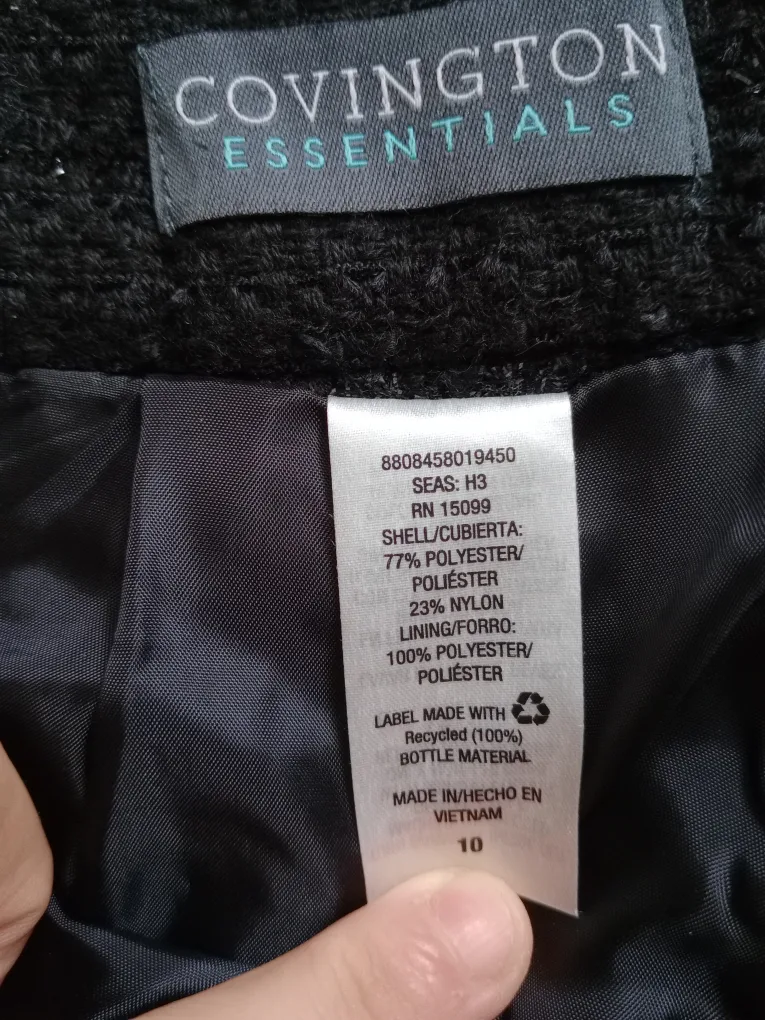 COVINGTON
ESSENTIALS
8808458019450
SEAS: H3
RN 15099
SHELL/CUBIERTA:
77% POLYESTER/
POLIÉSTER
23% NYLON
LINING/FORRO:
100% POLYESTER/
POLIÉSTER
LABEL MADE WITH
Recycled (100%)
BOTTLE MATERIAL
MADE IN/HECHO EN
VIETNAM
10